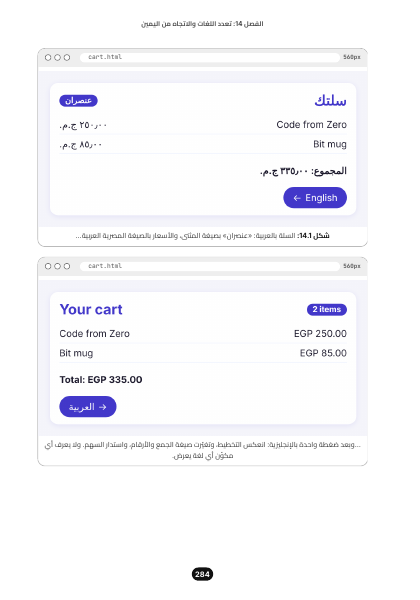 الفصل 14: تعدد اللغات والاتجاه من اليمين
cart.html 560px
سلتك عنصران
Code from Zero ٢٥٠٫٠٠ ج.م.
Bit mug ٨٥٫٠٠ ج.م.
المجموع: ٣٣٥٫٠٠ ج.م.
English ←
شكل 14.1: السلة بالعربية: «عنصران» بصيغة المثنى، والأسعار بالصيغة المصرية العربية...
cart.html 560px
Your cart 2 items
Code from Zero EGP 250.00
Bit mug EGP 85.00
Total: EGP 335.00
العربية →
...وبعد ضغطة واحدة بالإنجليزية: انعكس التخطيط، وتغيّرت صيغة الجمع والأرقام، واستدار السهم. ولا يعرف أي
مكوّن أي لغة يعرض.
284